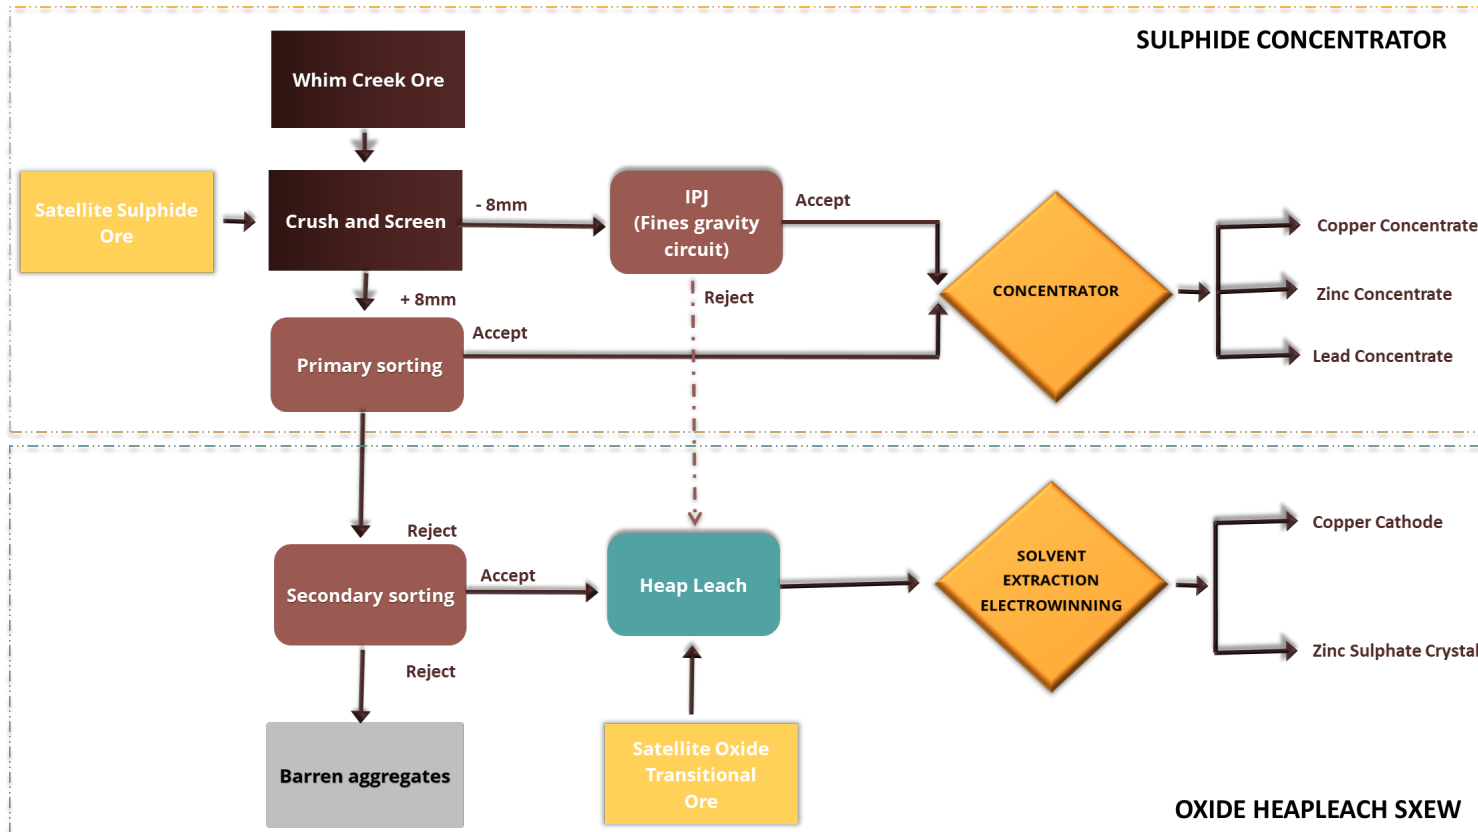 SULPHIDE CONCENTRATOR
Whim Creek Ore
Satellite Sulphide
Ore
Crush and Screen
- 8mm
IPJ
(Fines gravity
circuit)
Accept
Reject
+ 8mm
Primary sorting
Accept
CONCENTRATOR
Copper Concentrate
Zinc Concentrate
Lead Concentrate
Reject
Secondary sorting
Accept
Heap Leach
SOLVENT
EXTRACTION
ELECTROWINNING
Copper Cathode
Zinc Sulphate Crystal
Reject
Barren aggregates
Satellite Oxide
Transitional
Ore
OXIDE HEAPLEACH SXEW